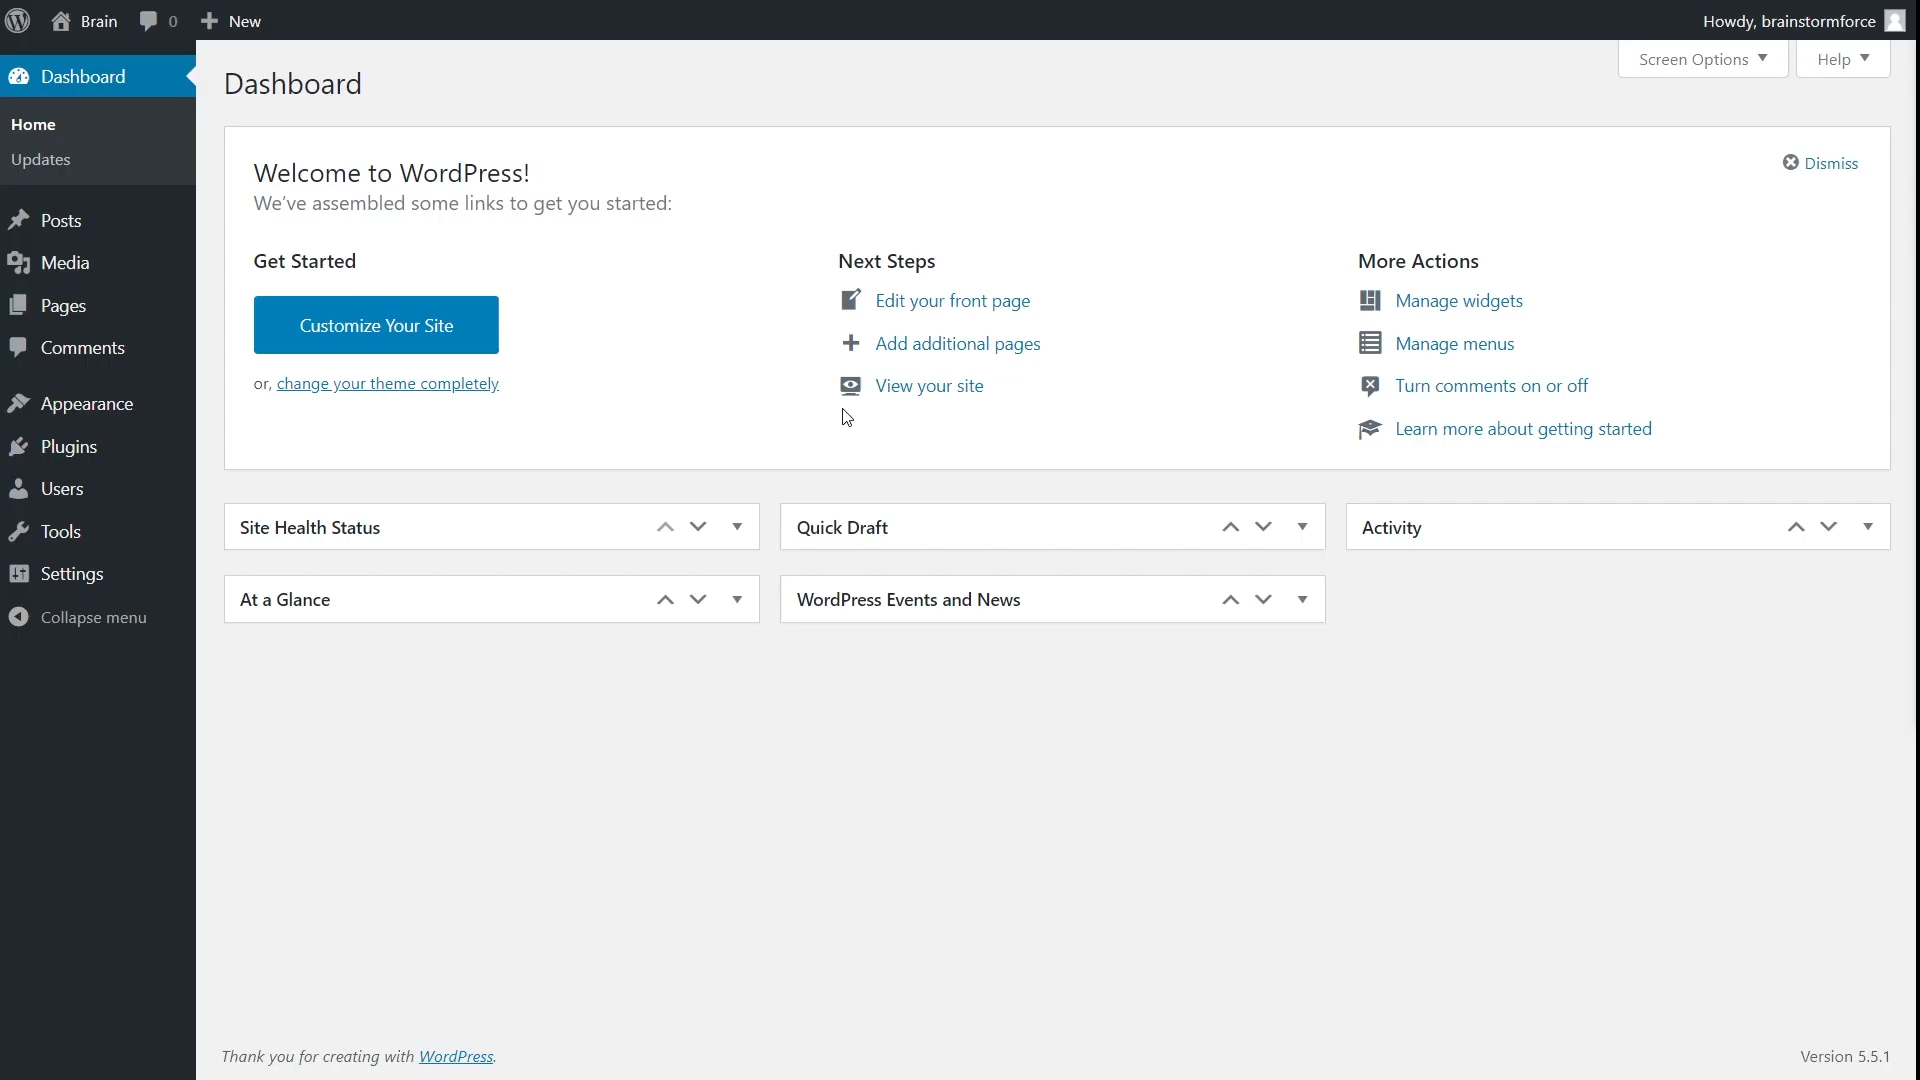 Brain
0
New
Howdy, brainstormforce
Dashboard
Home
Updates
Posts
Media
Pages
Comments
Appearance
Plugins
Users
Tools
Settings
Collapse menu
Screen Options
Help
Dashboard
Welcome to WordPress!
We've assembled some links to get you started:
Dismiss
Get Started
Customize Your Site
or, change your theme completely
Next Steps
Edit your front page
Add additional pages
View your site
More Actions
Manage widgets
Manage menus
Turn comments on or off
Learn more about getting started
Site Health Status
Quick Draft
Activity
At a Glance
WordPress Events and News
Thank you for creating with WordPress.
Version 5.5.1